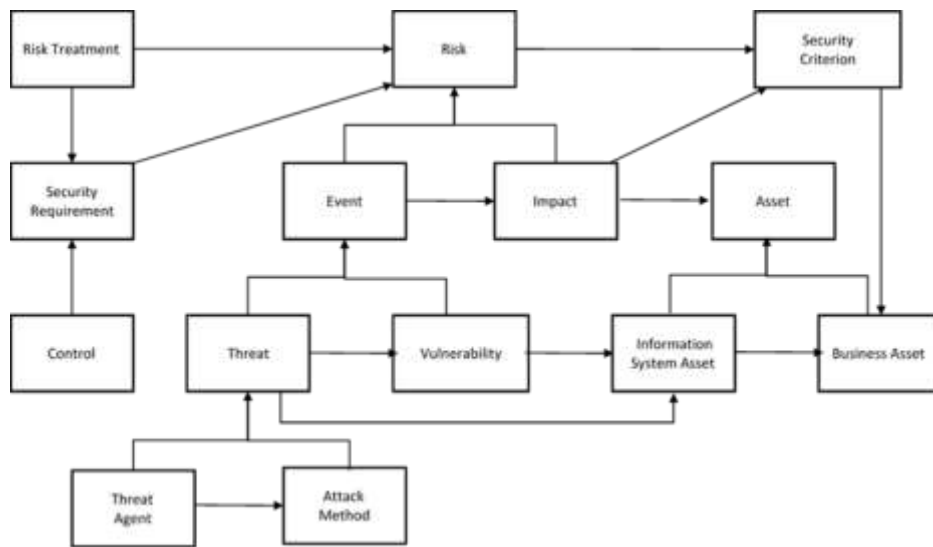 Risk Treatment
Risk
Security
Criterion
Security
Requirement
Event
Impact
Asset
Control
Threat
Vulnerability
Information
System Asset
Business Asset
Threat
Agent
Attack
Method